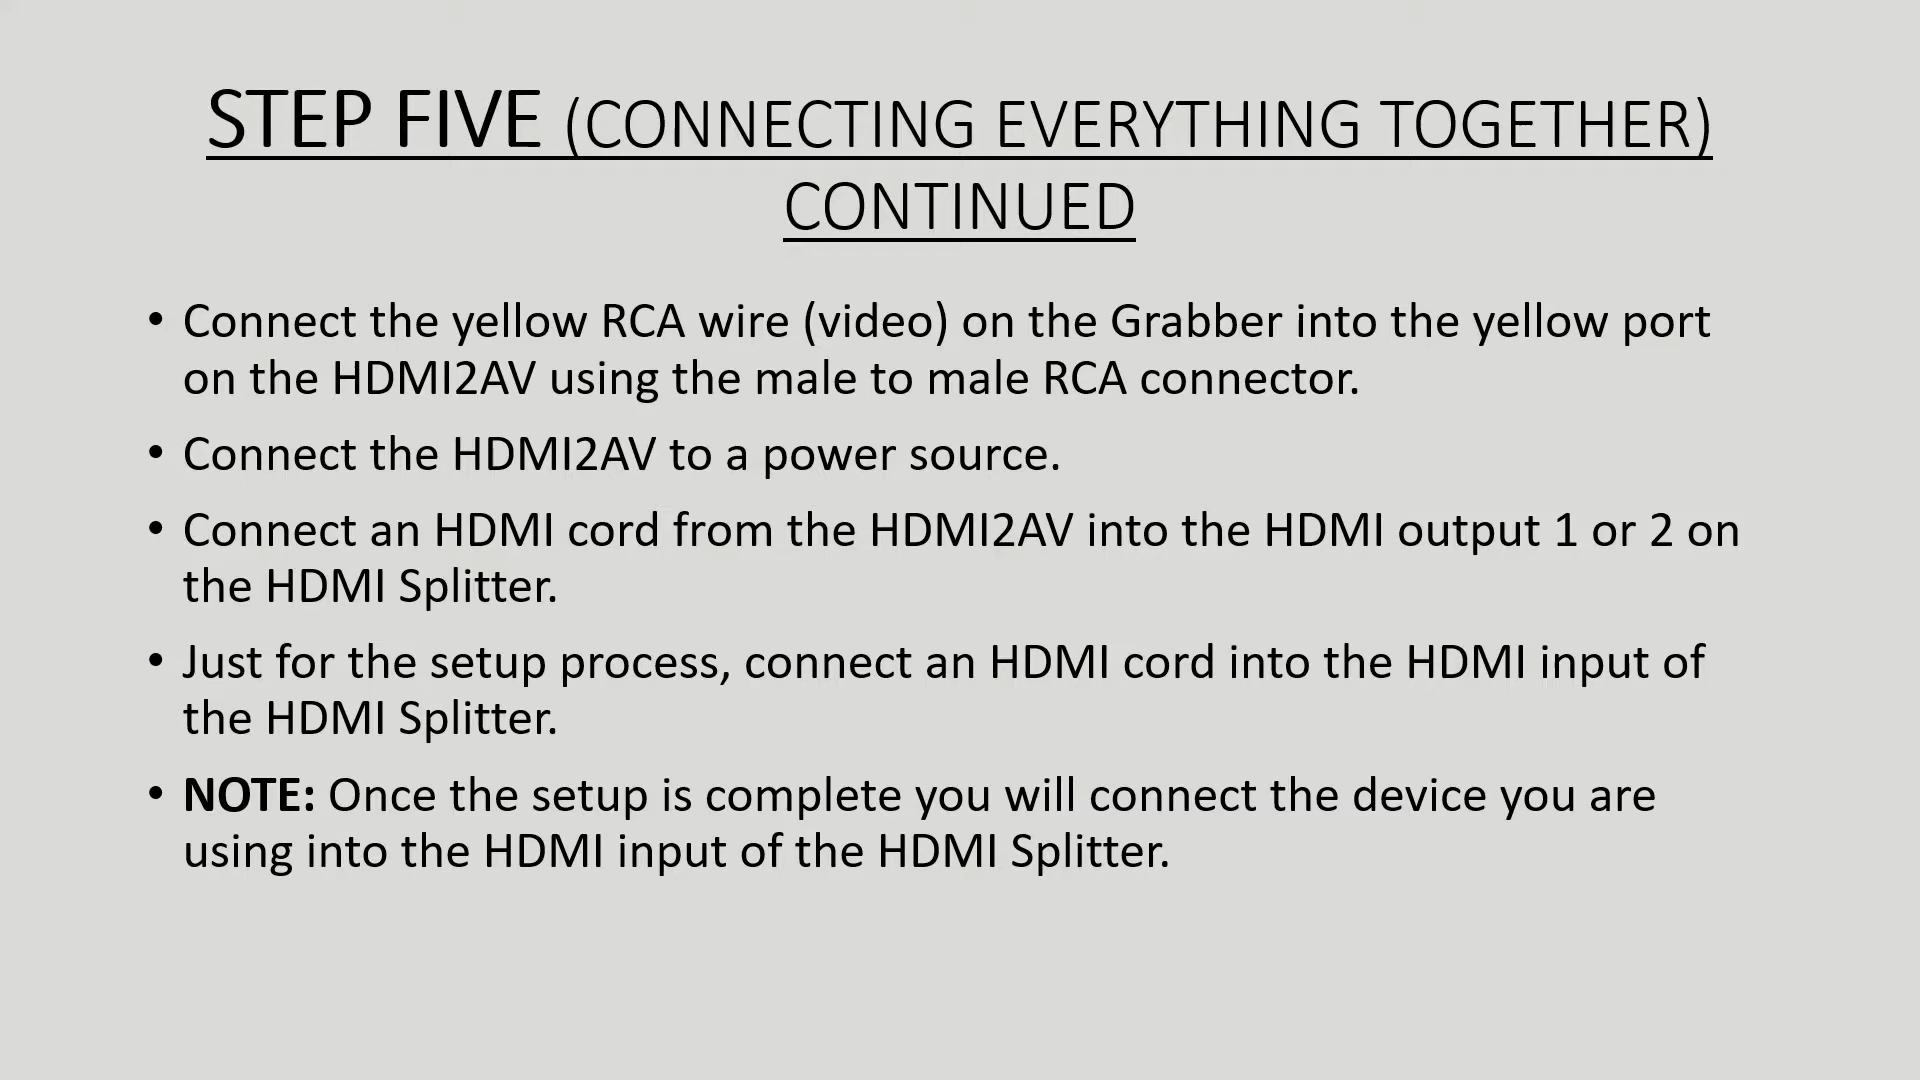 STEP FIVE (CONNECTING EVERYTHING TOGETHER)
CONTINUED
• Connect the yellow RCA wire (video) on the Grabber into the yellow port
on the HDMI2AV using the male to male RCA connector.
• Connect the HDMI2AV to a power source.
• Connect an HDMI cord from the HDMI2AV into the HDMI output 1 or 2 on
the HDMI Splitter.
• Just for the setup process, connect an HDMI cord into the HDMI input of
the HDMI Splitter.
• NOTE: Once the setup is complete you will connect the device you are
using into the HDMI input of the HDMI Splitter.